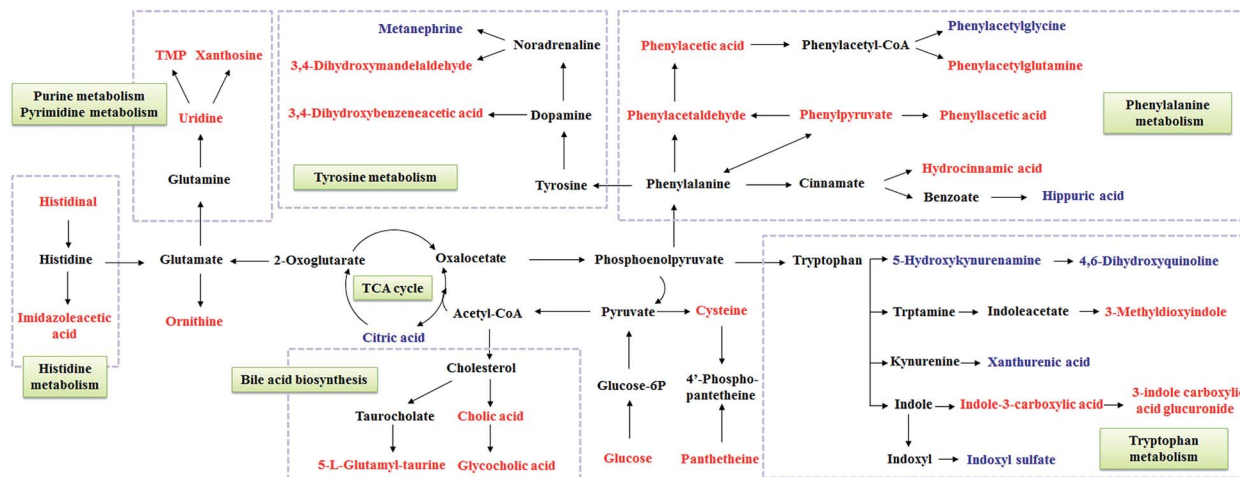 Metanephrine
Noradrenaline
3,4-Dihydroxymandelaldehyde
3,4-Dihydroxybenzeneacetic acid
Dopamine
Tyrosine metabolism
Tyrosine
TMP
Xanthosine
Purine metabolism
Pyrimidine metabolism
Uridine
Glutamine
Phenylacetic acid
Phenylacetyl-CoA
Phenylacetylglycine
Phenylacetylglutamine
Phenylacetaldehyde
Phenylpyruvate
Phenyllacetic acid
Phenylalanine
metabolism
Phenylalanine
Cinnamate
Hydrocinnamic acid
Benzoate
Hippuric acid
Histidinal
Histidine
Imidazoleacetic
acid
Histidine
metabolism
Glutamate
Ornithine
2-Oxoglutarate
Oxalocetate
TCA cycle
Citric acid
Acetyl-CoA
Phosphoenolpyruvate
Pyruvate
Cysteine
Glucose-6P
4’-Phospho-
pantetheine
Glucose
Panthetheine
Bile acid biosynthesis
Cholesterol
Taurocholate
Cholic acid
5-L-Glutamyl-taurine
Glycocholic acid
Tryptophan
5-Hydroxykynurenamine
4,6-Dihydroxyquinoline
Trptamine
Indoleacetate
3-Methyldioxyindole
Kynurenine
Xanthurenic acid
Indole
Indole-3-carboxylic acid
3-indole carboxylic
acid glucuronide
Indoxyl
Indoxyl sulfate
Tryptophan
metabolism